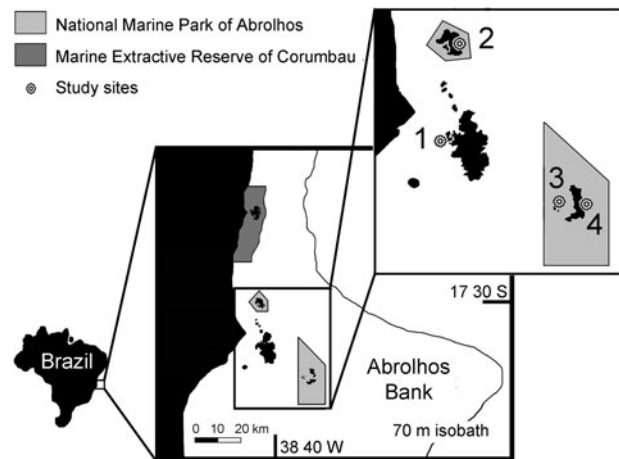 National Marine Park of Abrolhos
Marine Extractive Reserve of Corumbau
Study sites
2
1
3
4
17 30 S
Brazil
Abrolhos
Bank
0 10 20 km
38 40 W
70 m isobath